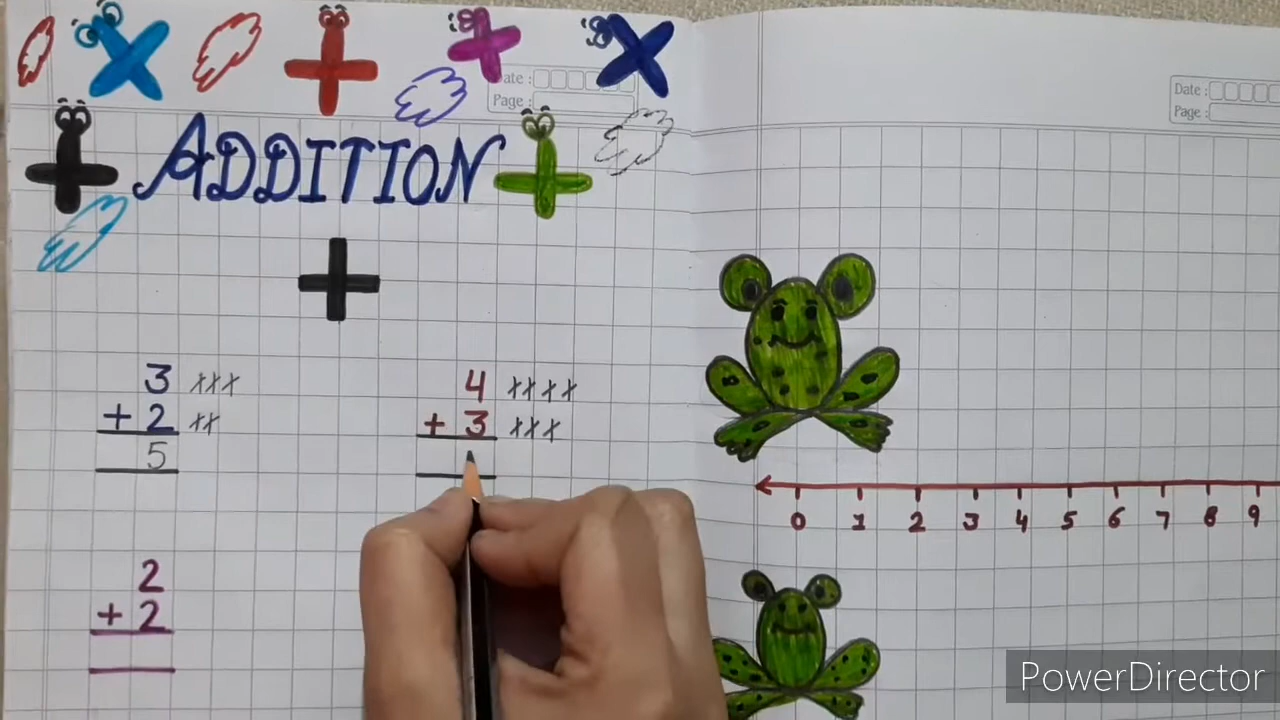 Date :
Page :
Date :
Page :
ADDITION
+
3
+ 2
5
4
+ 3
2
+ 2
0 1 2 3 4 5 6 7 8 9
PowerDirector